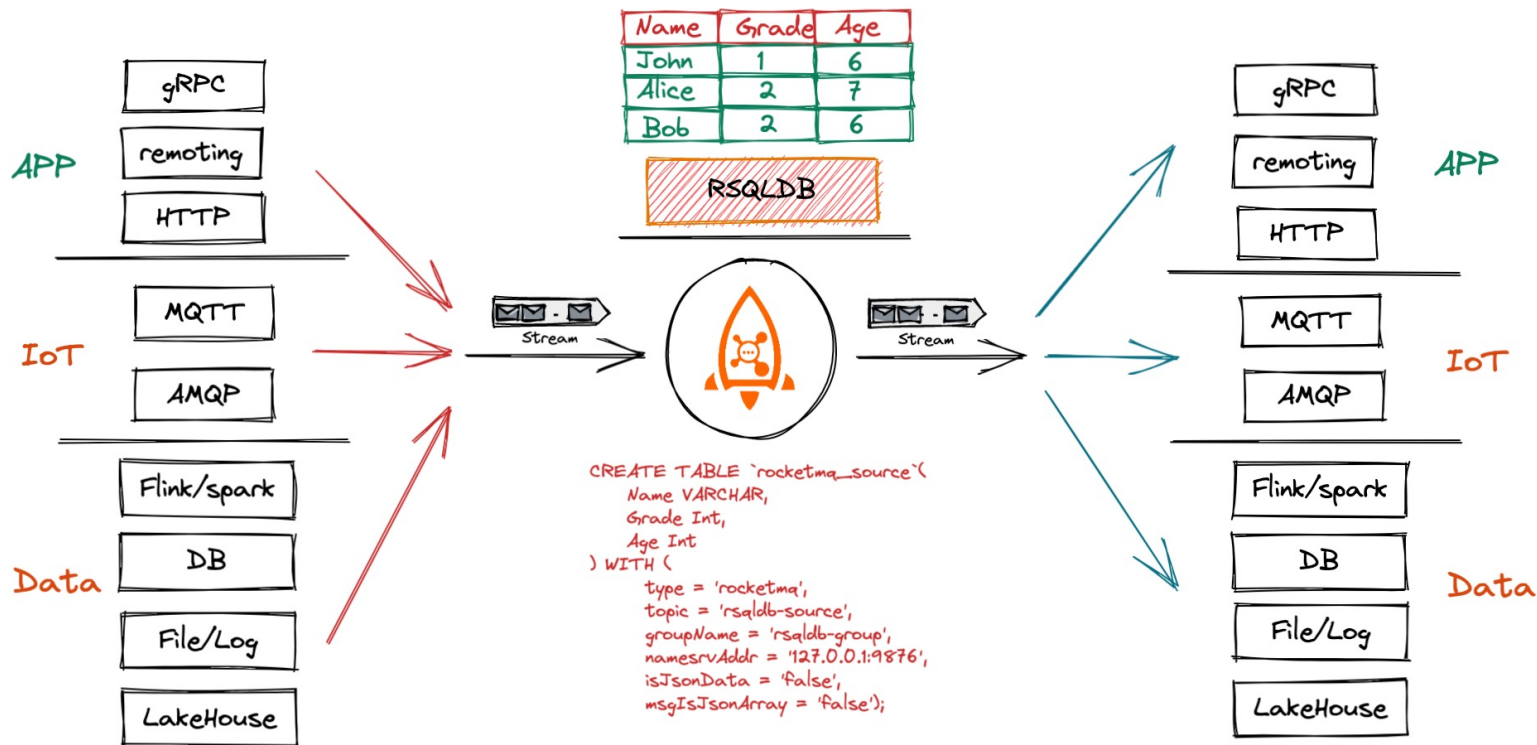 APP
gRPC
remoting
HTTP
IoT
MQTT
AMQP
Data
Flink/spark
DB
File/Log
LakeHouse
Stream
Name Grade Age
John 1 6
Alice 2 7
Bob 2 6
RSQLDB
CREATE TABLE `rocketmq_source`(
Name VARCHAR,
Grade Int,
Age Int
) WITH (
type = 'rocketmq',
topic = 'rsqldb-source',
groupName = 'rsqldb-group',
namesrvAddr = '127.0.0.1:9876',
isJsonData = 'false',
msgIsJsonArray = 'false');
Stream
gRPC
remoting
HTTP
APP
MQTT
AMQP
IoT
Flink/spark
DB
File/Log
LakeHouse
Data